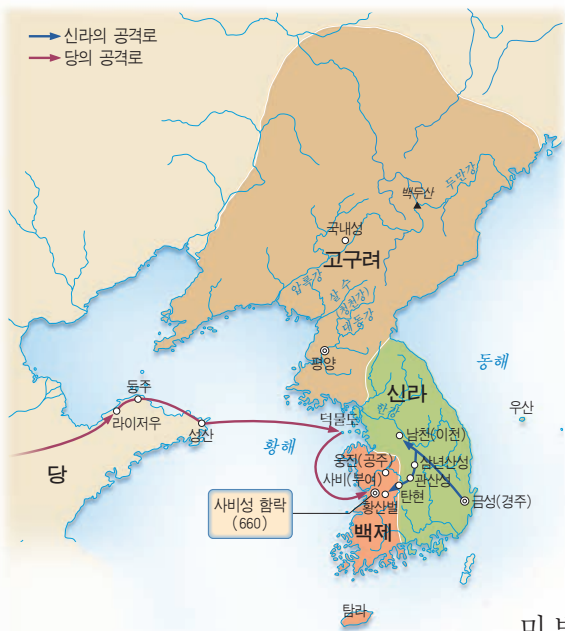 신라의 공격로
당의 공격로
백두산
두만강
국내성
고구려
압록강
살수
청천강
대동강
평양
동해
신라
우산
등주
한강
덕물도
라이저우
성산
남천(이천)
황해
당
웅진(공주)
삼년산성
사비(부여)
관산성
탄현
금성(경주)
황산벌
사비성 함락
(660)
백제
탐라